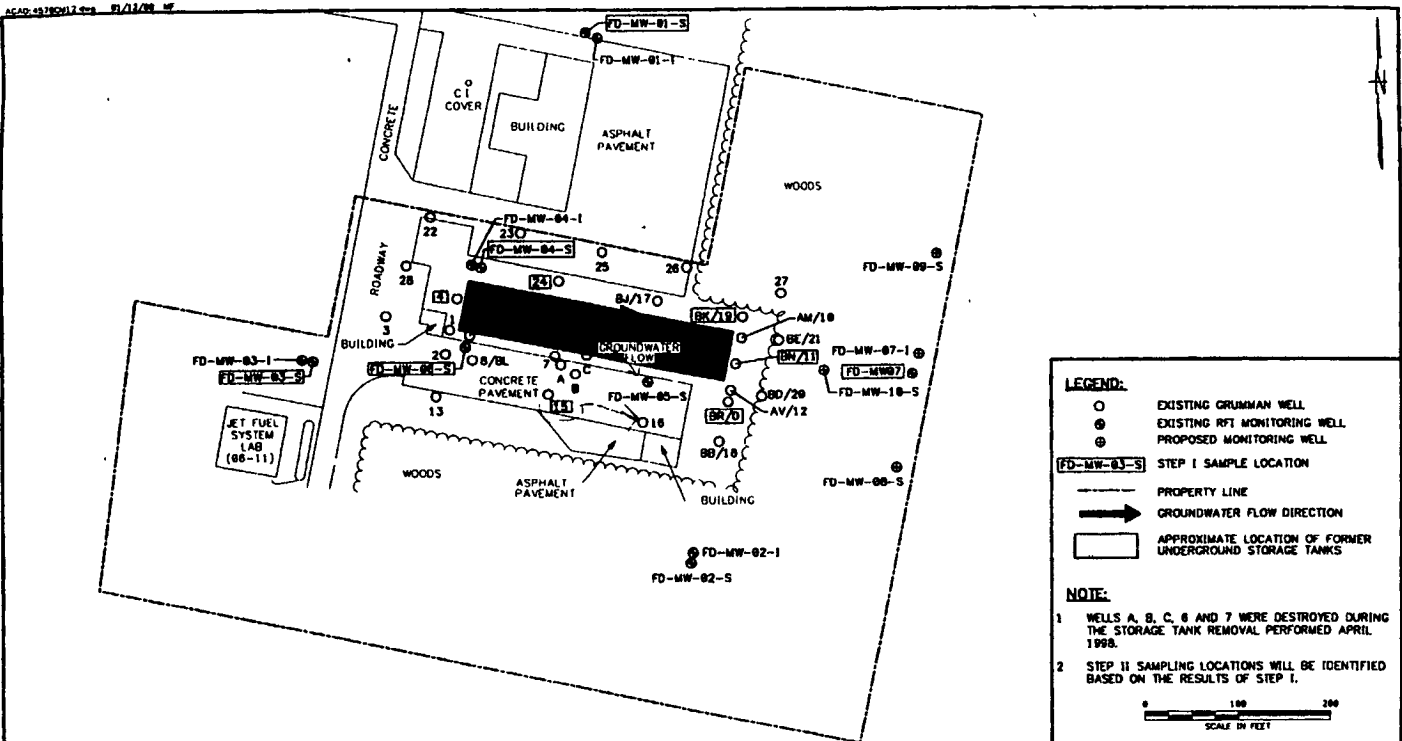 FD-MW-01-S
FD-MW-01-I
CONCRETE
C I
COVER
BUILDING
ASPHALT
PAVEMENT
WOODS
FD-MW-04-I
22
23
FD-MW-04-S
25
26
FD-MW-09-S
ROADWAY
28
24
27
4
BJ/17
BK/19
AM/10
3
1
BUILDING
BE/21
GROUNDWATER
FLOW
FD-MW-03-I
2
8/BL
7
C
BN/11
FD-MW-07-I
FD-MW-03-S
FD-MW-06-S
A
FD-MW07
CONCRETE
PAVEMENT
B
FD-MW-05-S
BD/20
FD-MW-10-S
13
15
BR/D
AV/12
16
JET FUEL
SYSTEM
LAB
(06-11)
BB/18
WOODS
ASPHALT
PAVEMENT
BUILDING
FD-MW-08-S
FD-MW-02-I
FD-MW-02-S
LEGEND:
EXISTING GRUMMAN WELL
EXISTING RFI MONITORING WELL
PROPOSED MONITORING WELL
FD-MW-03-S STEP I SAMPLE LOCATION
PROPERTY LINE
GROUNDWATER FLOW DIRECTION
APPROXIMATE LOCATION OF FORMER
UNDERGROUND STORAGE TANKS
NOTE:
1 WELLS A, B, C, 6 AND 7 WERE DESTROYED DURING
THE STORAGE TANK REMOVAL PERFORMED APRIL
1998.
2 STEP II SAMPLING LOCATIONS WILL BE IDENTIFIED
BASED ON THE RESULTS OF STEP I.
0 100 200
SCALE IN FEET